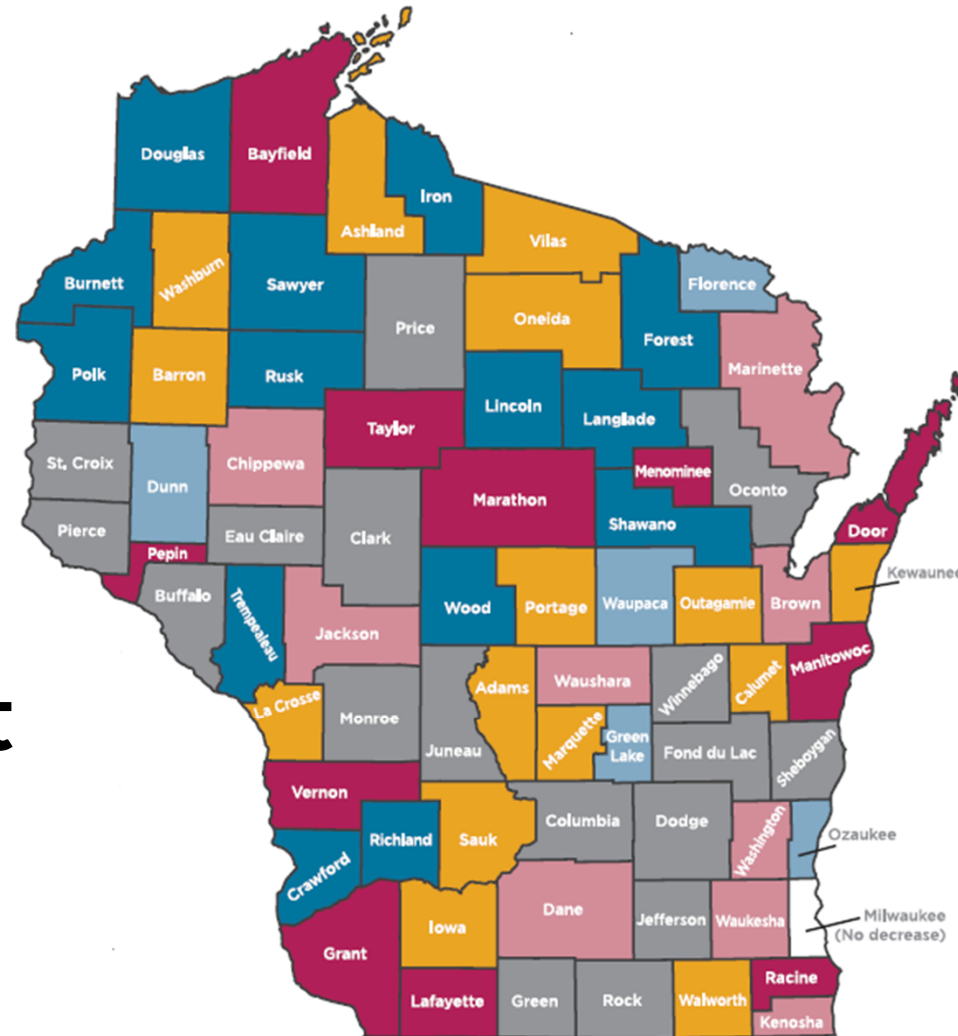 Douglas
Bayfield
Iron
Ashland
Vilas
Burnett
Washburn
Sawyer
Florence
Price
Oneida
Forest
Polk
Barron
Rusk
Marinette
Lincoln
Langlade
Taylor
St. Croix
Chippewa
Menominee
Dunn
Marathon
Oconto
Shawano
Pierce
Eau Claire
Clark
Door
Pepin
Kewaunee
Buffalo
Trempealeau
Wood
Portage
Waupaca
Outagamie
Brown
Jackson
Manitowoc
Waushara
Winnebago
Calumet
La Crosse
Monroe
Adams
Juneau
Marquette
Green
Lake
Fond du Lac
Sheboygan
Vernon
Richland
Sauk
Columbia
Dodge
Washington
Ozaukee
Crawford
Dane
Jefferson
Waukesha
Milwaukee
(No decrease)
Iowa
Grant
Racine
Lafayette
Green
Rock
Walworth
Kenosha
t